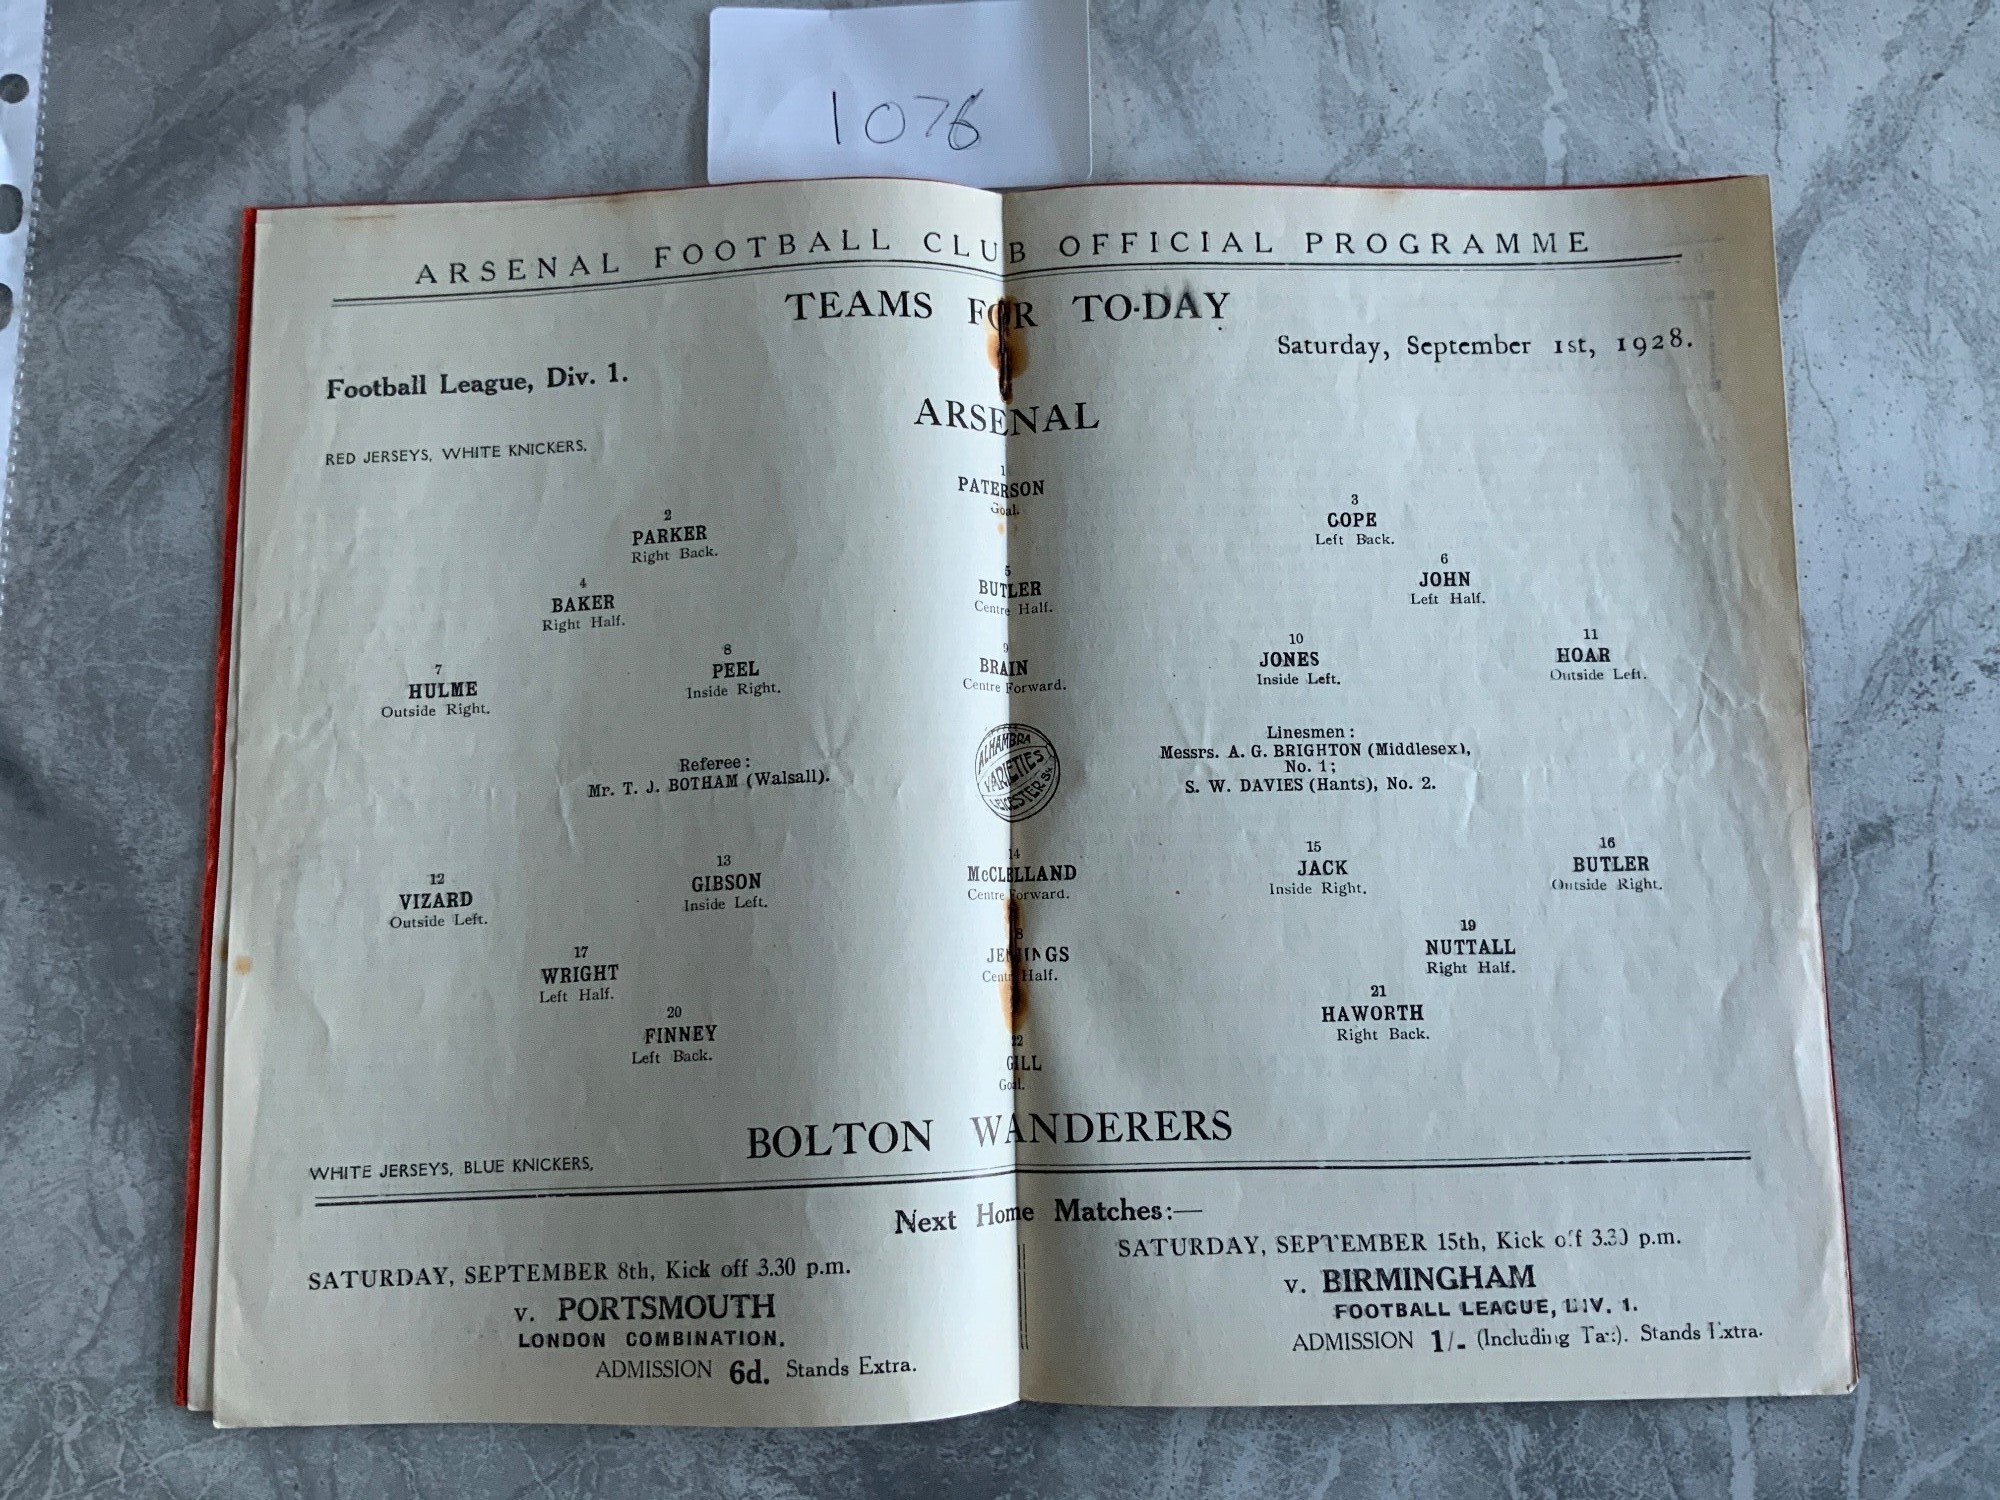 1076
ARSENAL FOOTBALL CLUB OFFICIAL PROGRAMME
TEAMS FOR TO-DAY
Saturday, September 1st, 1928.
Football League, Div. 1.
ARSENAL
RED JERSEYS, WHITE KNICKERS.
1
PATERSON
Goal.
2
PARKER
Right Back.
3
COPE
Left Back.
4
BAKER
Right Half.
5
BUTLER
Centre Half.
6
JOHN
Left Half.
7
HULME
Outside Right.
8
PEEL
Inside Right.
9
BRAIN
Centre Forward.
10
JONES
Inside Left.
11
HOAR
Outside Left.
Referee:
Mr. T. J. BOTHAM (Walsall).
ALHAMBRA
VARIETIES
LEICESTER SQ.
Linesmen:
Messrs. A. G. BRIGHTON (Middlesex),
No. 1;
S. W. DAVIES (Hants), No. 2.
12
VIZARD
Outside Left.
13
GIBSON
Inside Left.
14
McCLELLAND
Centre Forward.
15
JACK
Inside Right.
16
BUTLER
Outside Right.
17
WRIGHT
Left Half.
18
JENNINGS
Centre Half.
19
NUTTALL
Right Half.
20
FINNEY
Left Back.
21
HAWORTH
Right Back.
22
GILL
Goal.
BOLTON WANDERERS
WHITE JERSEYS, BLUE KNICKERS,
Next Home Matches:—
SATURDAY, SEPTEMBER 8th, Kick off 3.30 p.m.
v. PORTSMOUTH
LONDON COMBINATION.
ADMISSION 6d. Stands Extra.
SATURDAY, SEPTEMBER 15th, Kick off 3.30 p.m.
v. BIRMINGHAM
FOOTBALL LEAGUE, DIV. 1.
ADMISSION 1/- (Including Tax). Stands Extra.